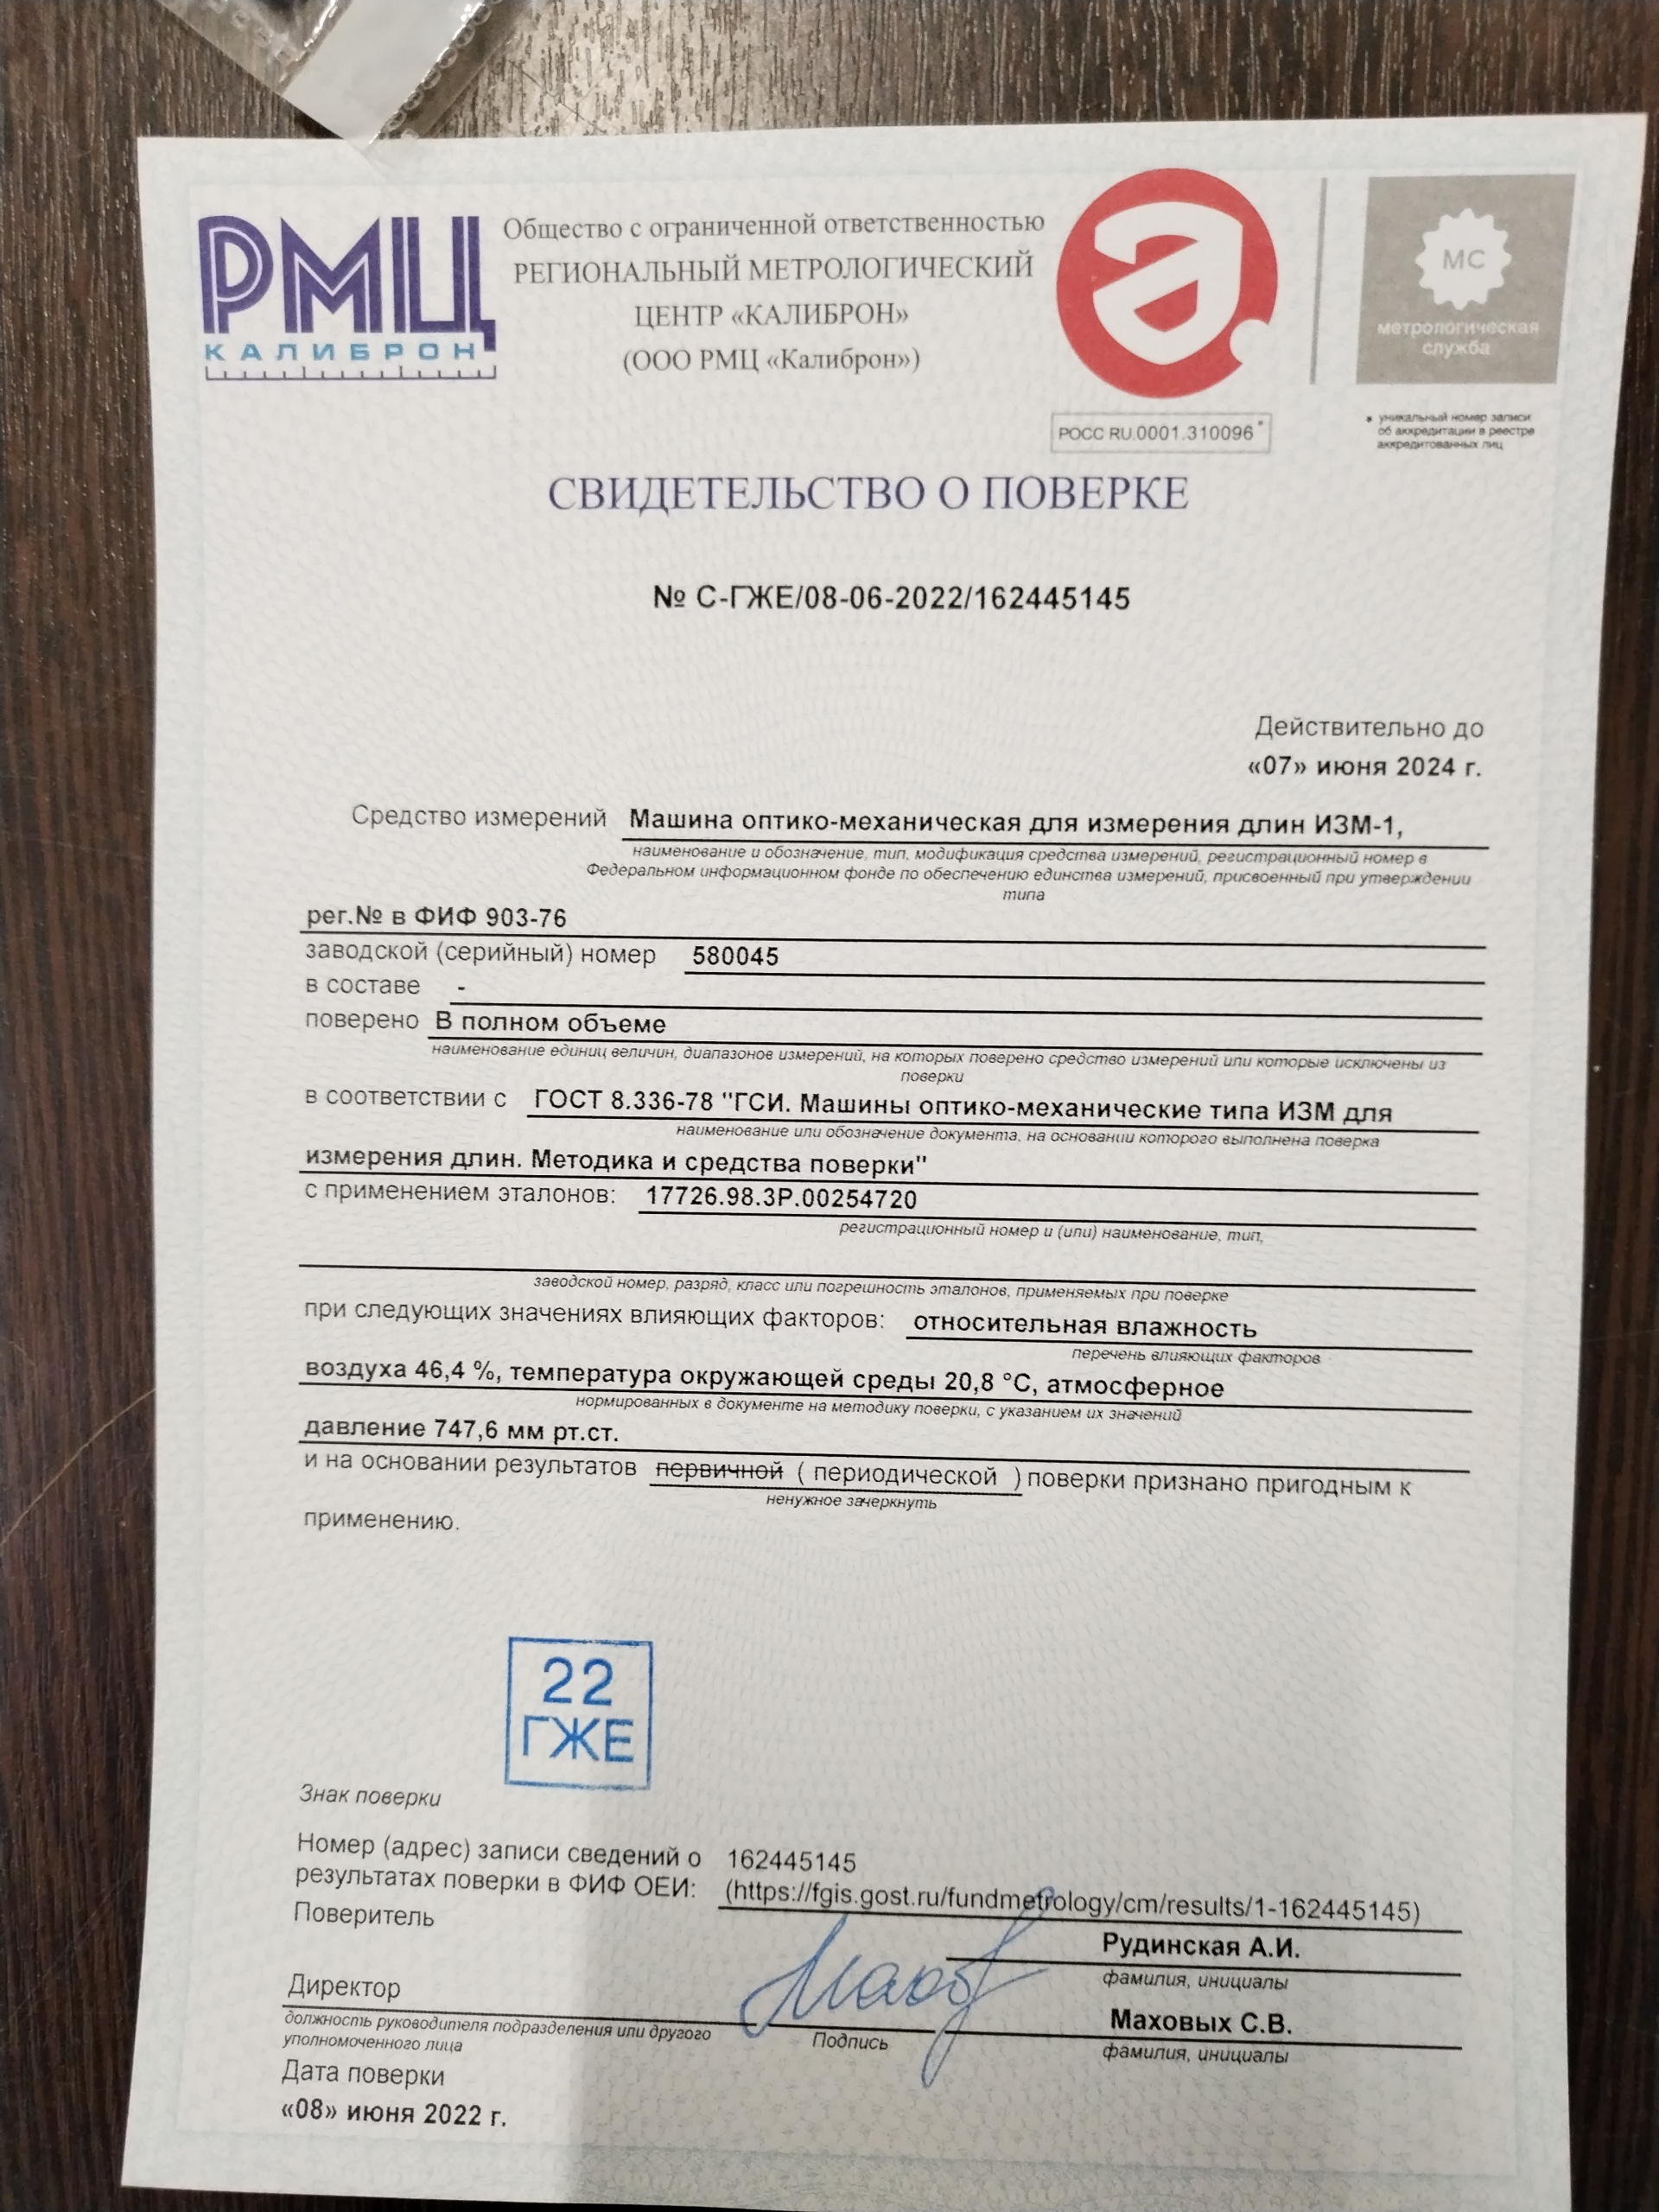 РМЦ
КАЛИБРОН
Общество с ограниченной ответственностью
РЕГИОНАЛЬНЫЙ МЕТРОЛОГИЧЕСКИЙ
ЦЕНТР «КАЛИБРОН»
(ООО РМЦ «Калиброн»)
РОСС RU.0001.310096*
МС
метрологическая
служба
* уникальный номер записи
об аккредитации в реестре
аккредитованных лиц
СВИДЕТЕЛЬСТВО О ПОВЕРКЕ
№ С-ГЖЕ/08-06-2022/162445145
Действительно до
«07» июня 2024 г.
Средство измерений Машина оптико-механическая для измерения длин ИЗМ-1,
наименование и обозначение, тип, модификация средства измерений, регистрационный номер в
Федеральном информационном фонде по обеспечению единства измерений, присвоенный при утверждении
типа
рег.№ в ФИФ 903-76
заводской (серийный) номер 580045
в составе -
поверено В полном объеме
наименование единиц величин, диапазонов измерений, на которых поверено средство измерений или которые исключены из
поверки
в соответствии с ГОСТ 8.336-78 "ГСИ. Машины оптико-механические типа ИЗМ для
наименование или обозначение документа, на основании которого выполнена поверка
измерения длин. Методика и средства поверки"
с применением эталонов: 17726.98.3Р.00254720
регистрационный номер и (или) наименование, тип,
заводской номер, разряд, класс или погрешность эталонов, применяемых при поверке
при следующих значениях влияющих факторов: относительная влажность
перечень влияющих факторов
воздуха 46,4 %, температура окружающей среды 20,8 °C, атмосферное
нормированных в документе на методику поверки, с указанием их значений
давление 747,6 мм рт.ст.
и на основании результатов первичной ( периодической ) поверки признано пригодным к
ненужное зачеркнуть
применению.
22
ГЖЕ
Знак поверки
Номер (адрес) записи сведений о 162445145
результатах поверки в ФИФ ОЕИ: (https://fgis.gost.ru/fundmetrology/cm/results/1-162445145)
Поверитель
Рудинская А.И.
фамилия, инициалы
Директор
Маховых С.В.
должность руководителя подразделения или другого
уполномоченного лица
Подпись
фамилия, инициалы
Дата поверки
«08» июня 2022 г.